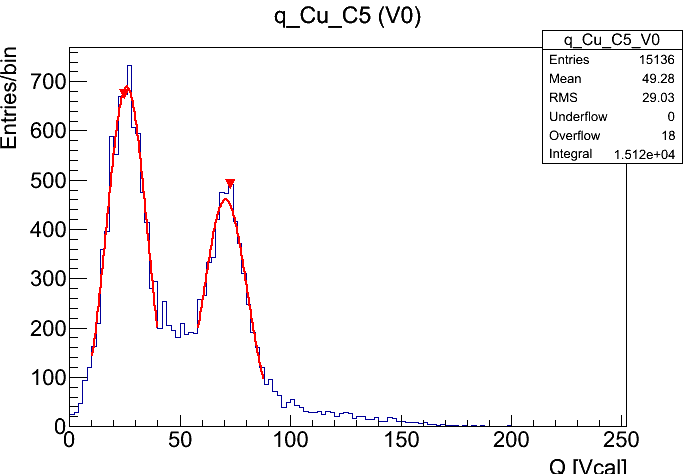 q_Cu_C5 (V0)
q_Cu_C5_V0
Entries 15136
Mean 49.28
RMS 29.03
Underflow 0
Overflow 18
Integral 1.512e+04
Entries/bin
700
600
500
400
300
200
100
0
0 50 100 150 200 250
Q [Vcal]